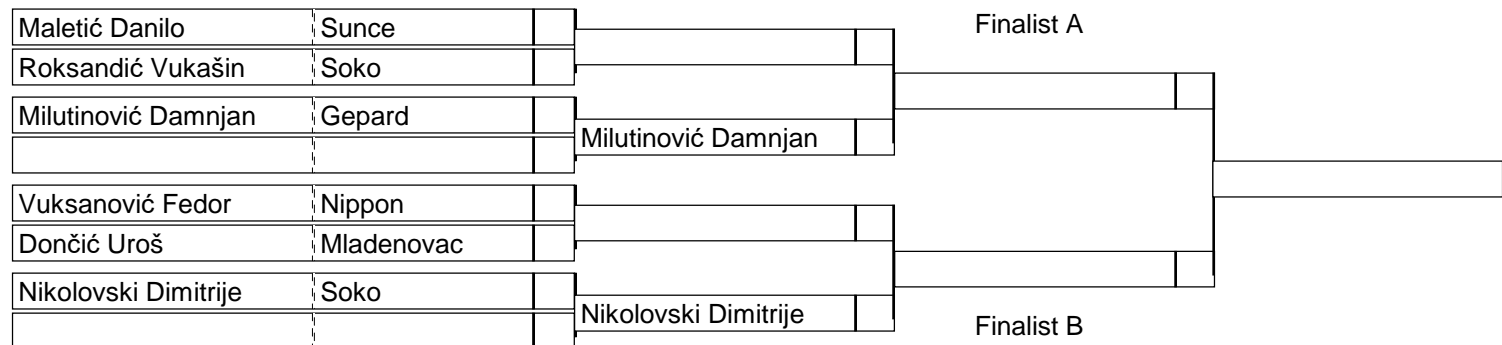 Maletić Danilo Sunce
Finalist A
Roksandić Vukašin Soko
Milutinović Damnjan Gepard
Milutinović Damnjan
Vuksanović Fedor Nippon
Dončić Uroš Mladenovac
Nikolovski Dimitrije Soko
Nikolovski Dimitrije
Finalist B